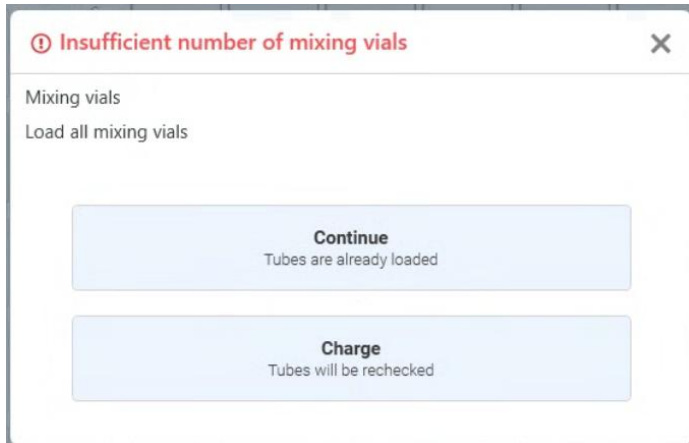 Insufficient number of mixing vials
Mixing vials
Load all mixing vials
Continue
Tubes are already loaded
Charge
Tubes will be rechecked